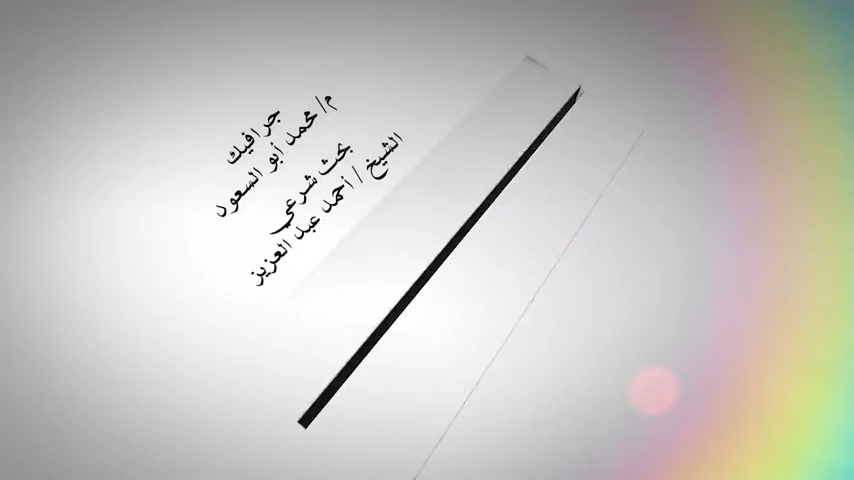 جرافيك
م/ محمد أبو السعود
بحث شرعي
الشيخ / أحمد عبد العزيز